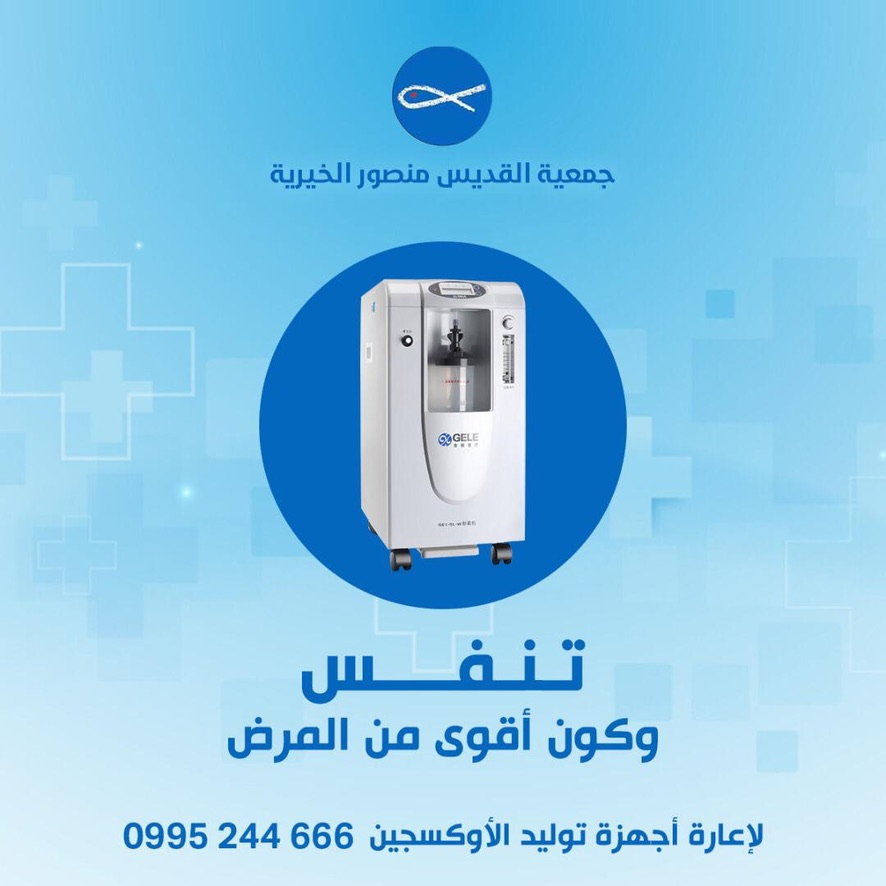 جمعية القديس منصور الخيرية
GELE
تنفس
وكون أقوى من المرض
لإعارة أجهزة توليد الأوكسجين 0995 244 666